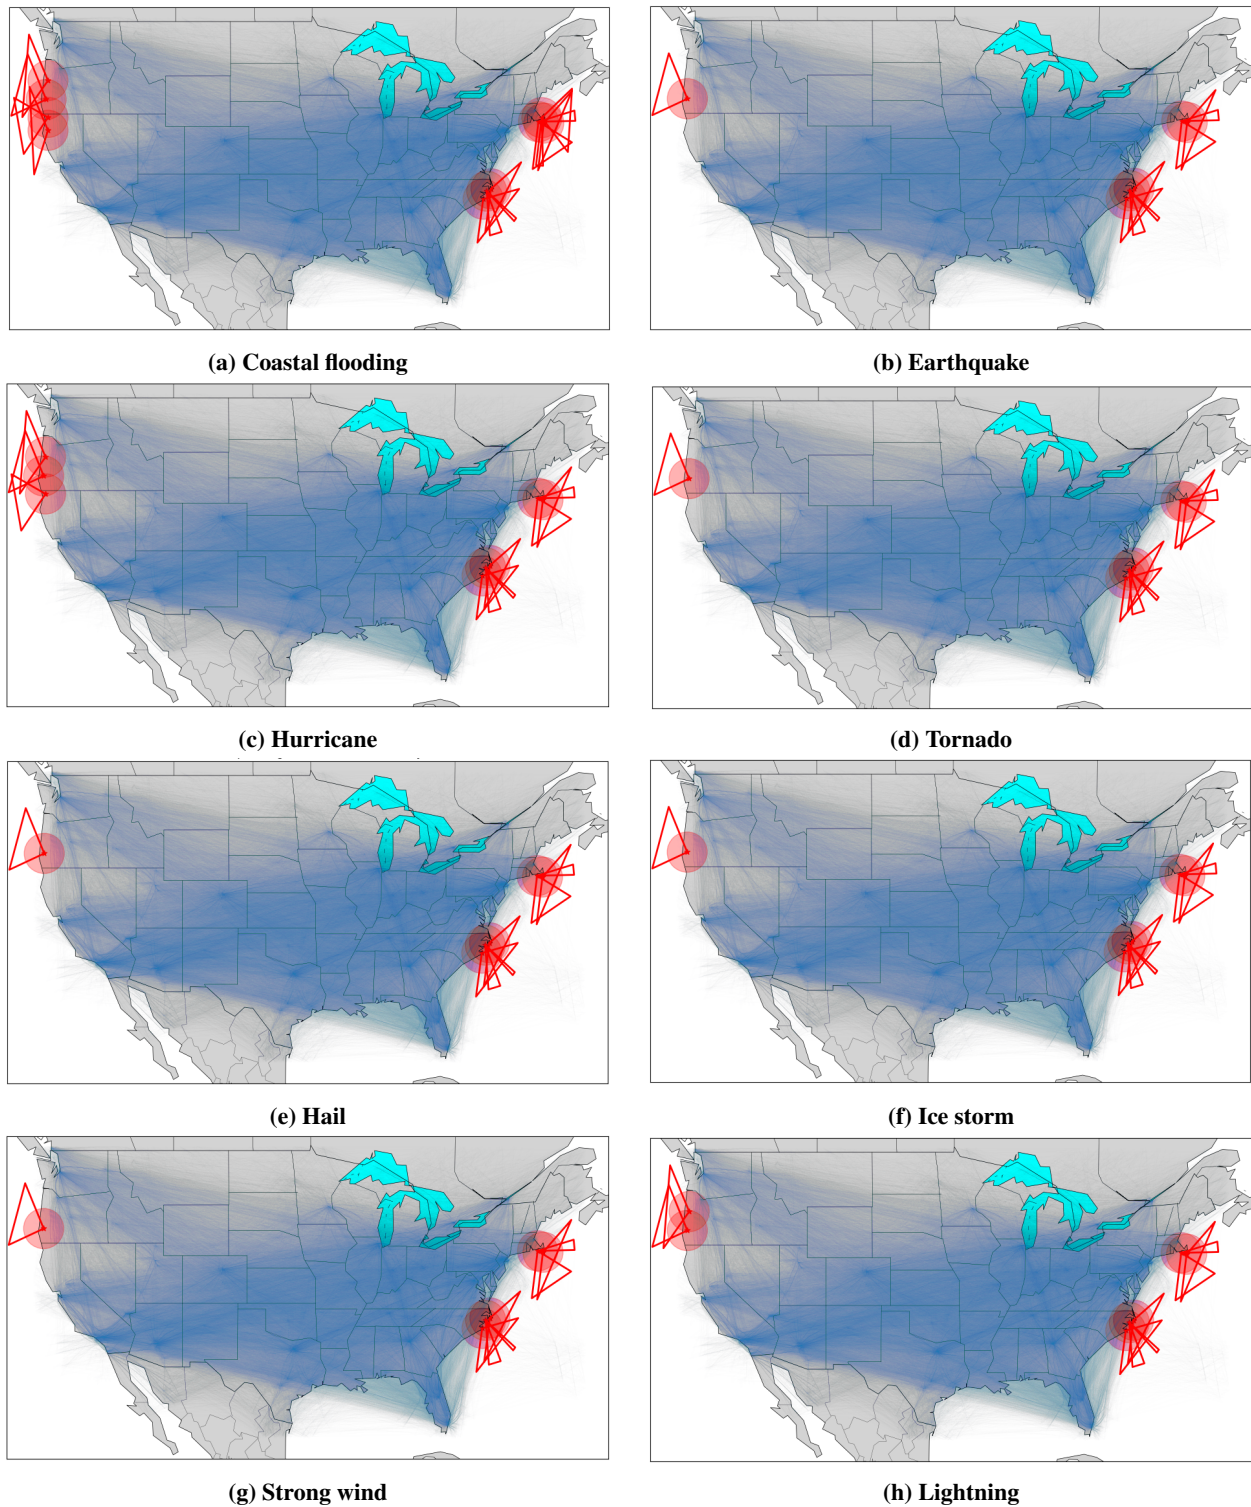 (a) Coastal flooding
(b) Earthquake
(c) Hurricane
(d) Tornado
(e) Hail
(f) Ice storm
(g) Strong wind
(h) Lightning